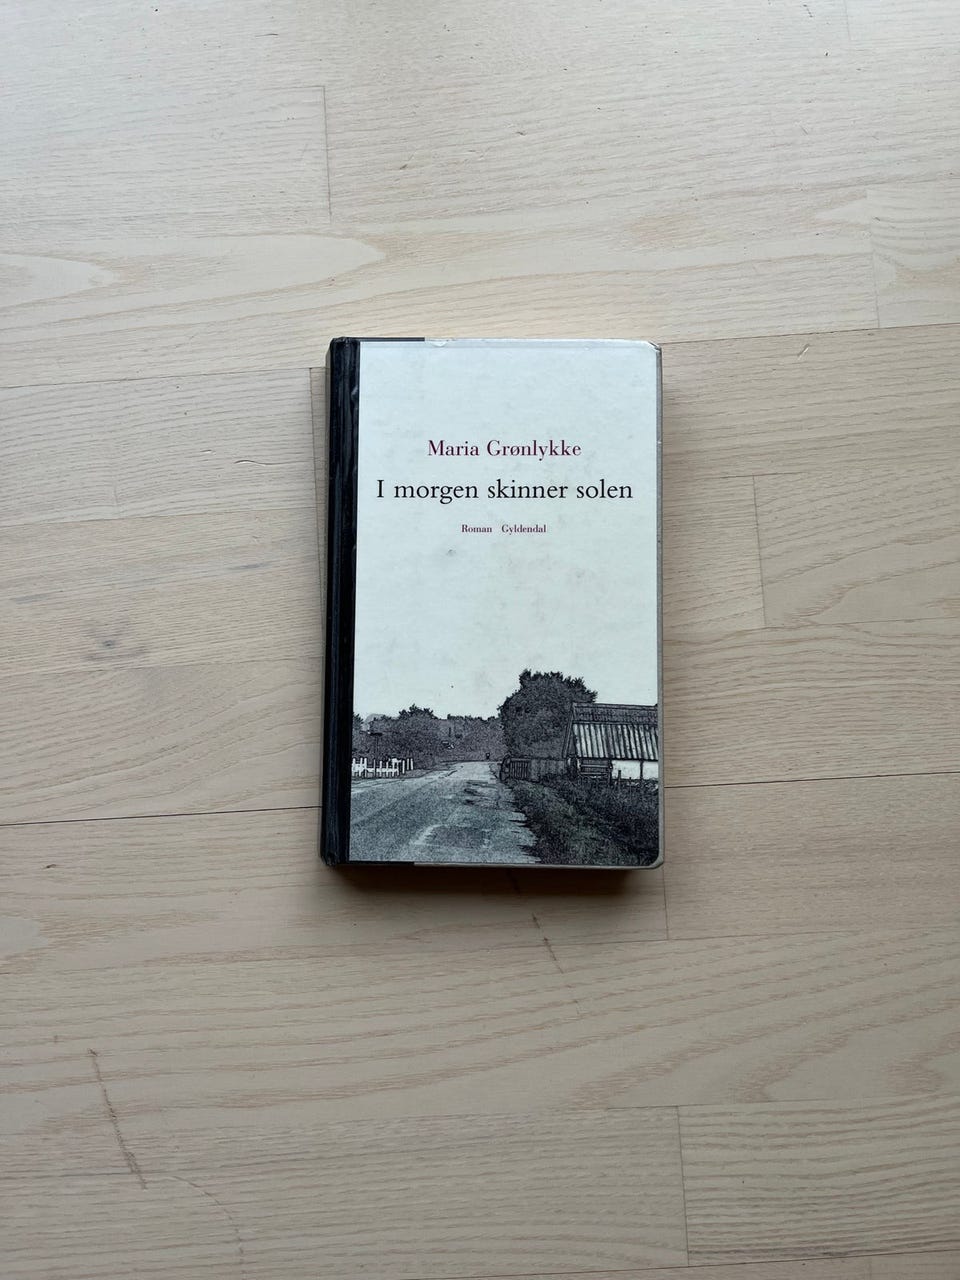 Maria Grønlykke
I morgen skinner solen
Roman Gyldendal